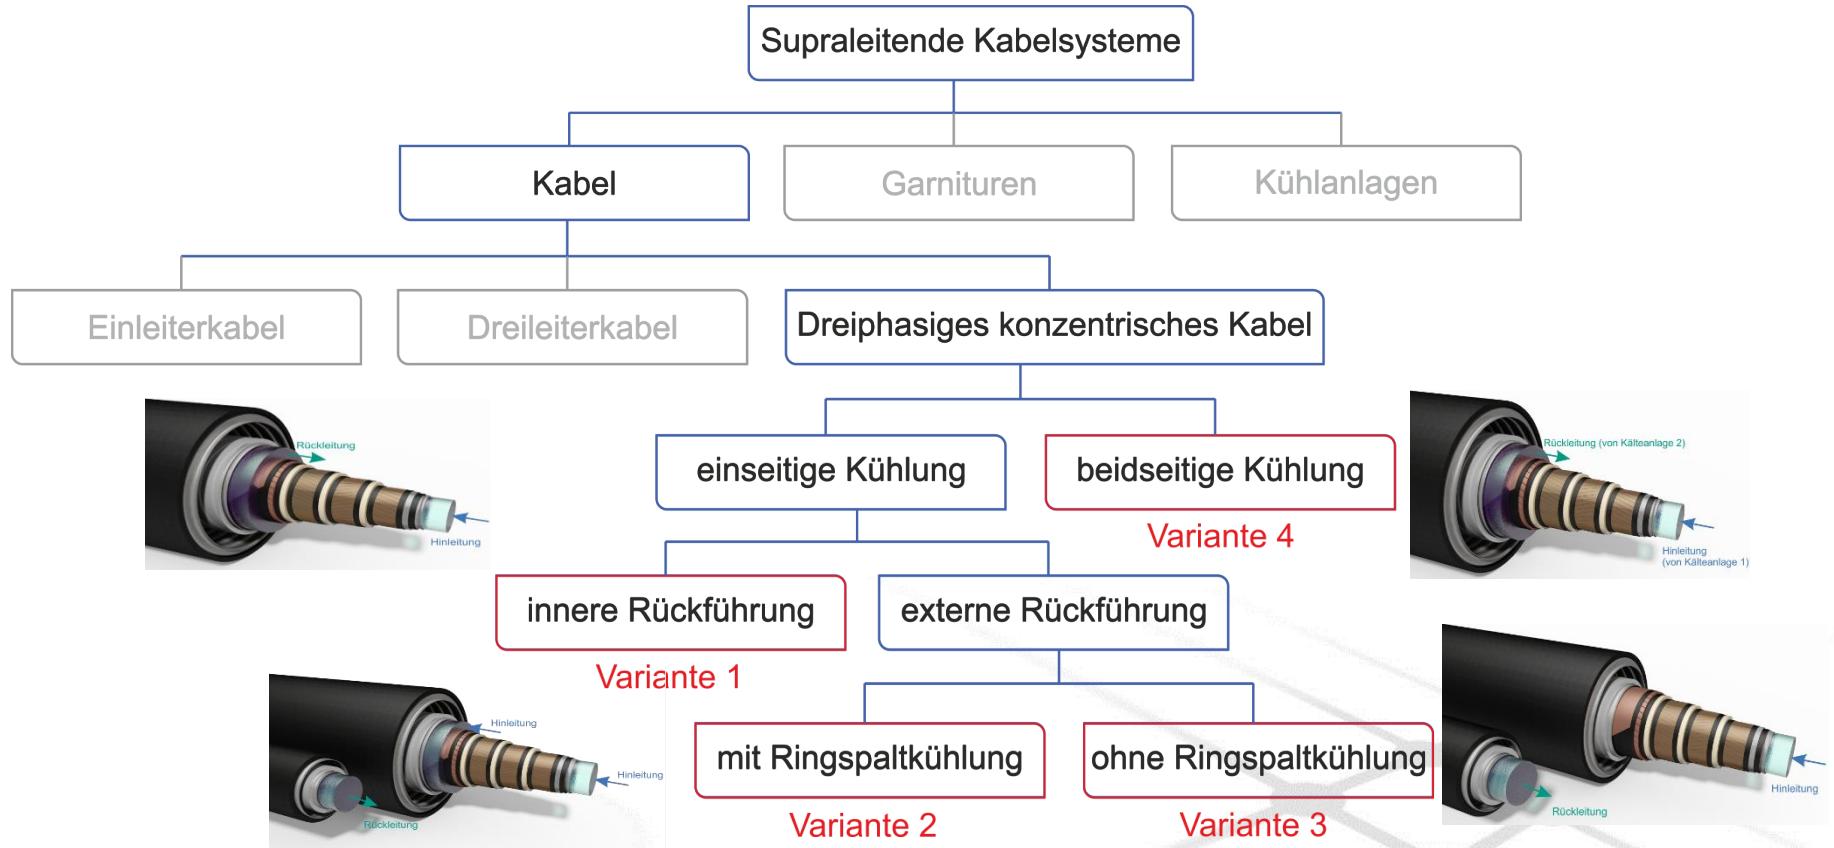 Supraleitende Kabelsysteme
Kabel
Garnituren
Kühlanlagen
Einleiterkabel
Dreileiterkabel
Dreiphasiges konzentrisches Kabel
Rückleitung
Hinleitung
einseitige Kühlung
beidseitige Kühlung
Variante 4
Rückleitung (von Kälteanlage 2)
Hinleitung
(von Kälteanlage 1)
innere Rückführung
Variante 1
externe Rückführung
Hinleitung
Hinleitung
Rückleitung
mit Ringspaltkühlung
Variante 2
ohne Ringspaltkühlung
Variante 3
Hinleitung
Rückleitung